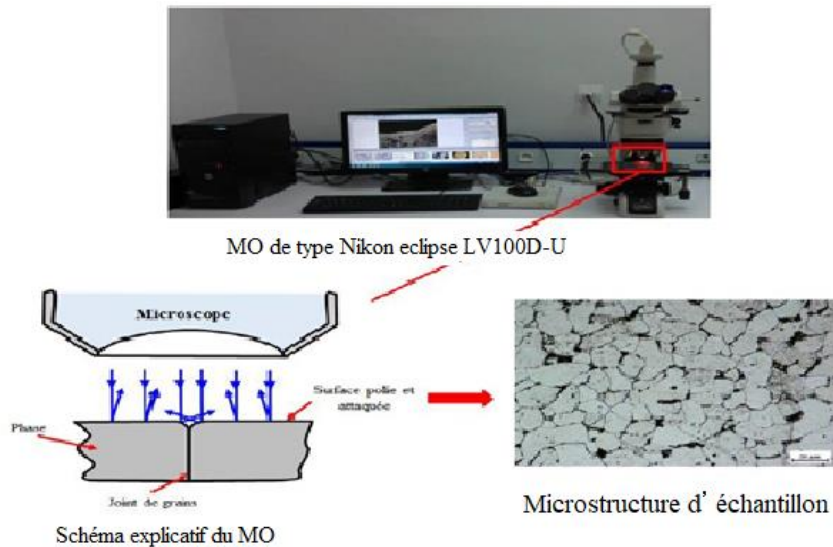 MO de type Nikon eclipse LV100D-U
Microscope
Surface polie et
attaquée
Phase
Joint de grains
Schéma explicatif du MO
Microstructure d’ échantillon